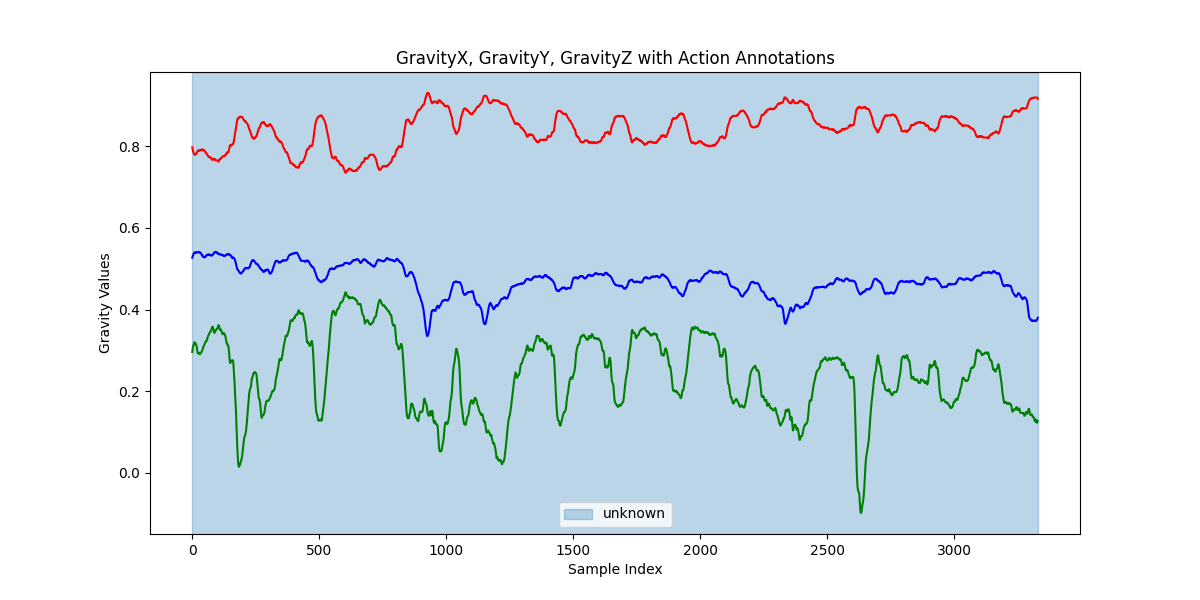 GravityX, GravityY, GravityZ with Action Annotations
Gravity Values
0.8
0.6
0.4
0.2
0.0
unknown
0 500 1000 1500 2000 2500 3000
Sample Index